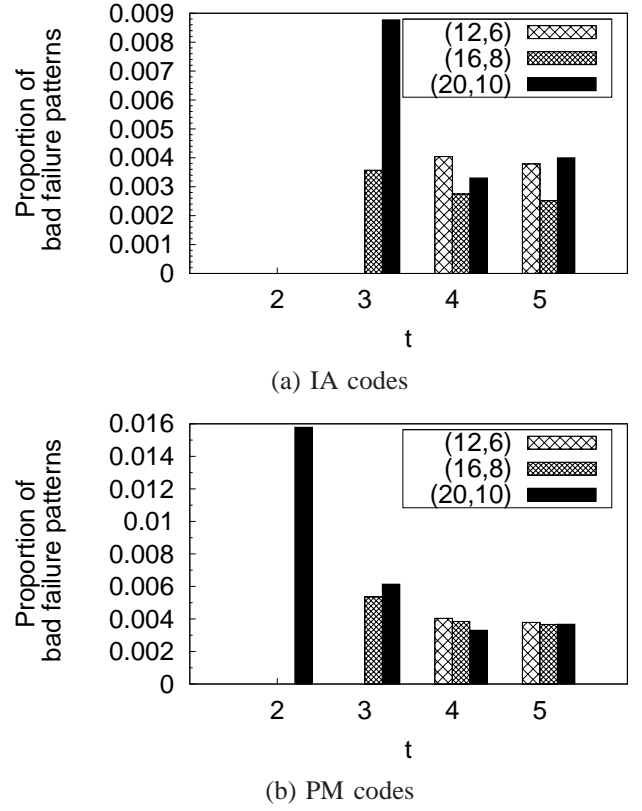 Proportion of
bad failure patterns
0.009
0.008
0.007
0.006
0.005
0.004
0.003
0.002
0.001
0
(12,6)
(16,8)
(20,10)
2 3 4 5
t
(a) IA codes
Proportion of
bad failure patterns
0.016
0.014
0.012
0.01
0.008
0.006
0.004
0.002
0
(12,6)
(16,8)
(20,10)
2 3 4 5
t
(b) PM codes